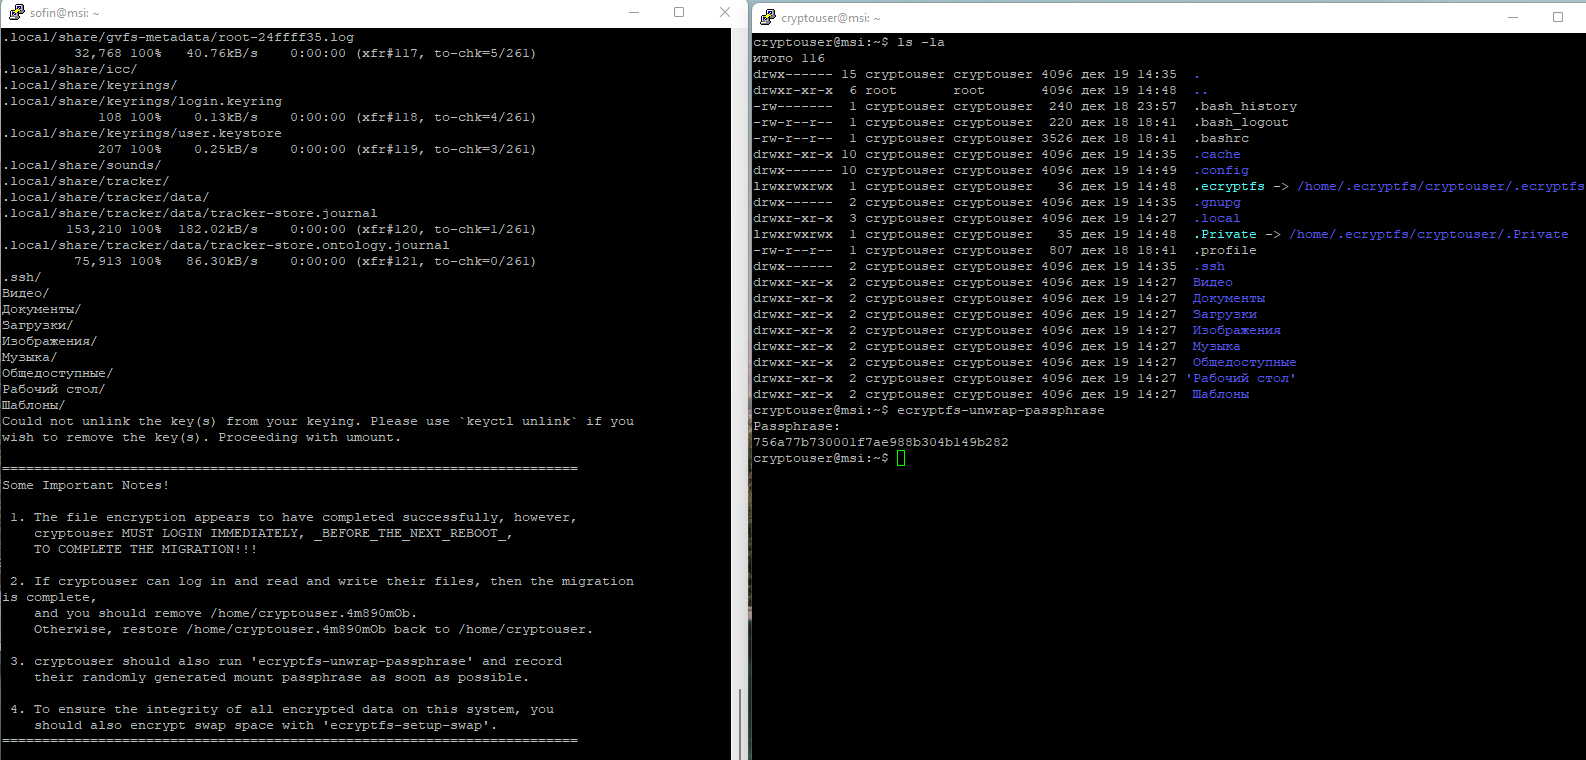 sofin@msi: ~
.local/share/gvfs-metadata/root-24ffff35.log
         32,768 100%   40.76kB/s    0:00:00 (xfr#117, to-chk=5/261)
.local/share/icc/
.local/share/keyrings/
.local/share/keyrings/login.keyring
            108 100%    0.13kB/s    0:00:00 (xfr#118, to-chk=4/261)
.local/share/keyrings/user.keystore
            207 100%    0.25kB/s    0:00:00 (xfr#119, to-chk=3/261)
.local/share/sounds/
.local/share/tracker/
.local/share/tracker/data/
.local/share/tracker/data/tracker-store.journal
        153,210 100%  182.02kB/s    0:00:00 (xfr#120, to-chk=1/261)
.local/share/tracker/data/tracker-store.ontology.journal
         75,913 100%   86.30kB/s    0:00:00 (xfr#121, to-chk=0/261)
.ssh/
Видео/
Документы/
Загрузки/
Изображения/
Музыка/
Общедоступные/
Рабочий стол/
Шаблоны/
Could not unlink the key(s) from your keying. Please use `keyctl unlink` if you
wish to remove the key(s). Proceeding with umount.
========================================================================
Some Important Notes!
 1. The file encryption appears to have completed successfully, however,
    cryptouser MUST LOGIN IMMEDIATELY, _BEFORE_THE_NEXT_REBOOT_,
    TO COMPLETE THE MIGRATION!!!
 2. If cryptouser can log in and read and write their files, then the migration
is complete,
    and you should remove /home/cryptouser.4m890mOb.
    Otherwise, restore /home/cryptouser.4m890mOb back to /home/cryptouser.
 3. cryptouser should also run 'ecryptfs-unwrap-passphrase' and record
    their randomly generated mount passphrase as soon as possible.
 4. To ensure the integrity of all encrypted data on this system, you
    should also encrypt swap space with 'ecryptfs-setup-swap'.
========================================================================
cryptouser@msi: ~
cryptouser@msi:~$ ls -la
итого 116
drwx------ 15 cryptouser cryptouser 4096 дек 19 14:35  .
drwxr-xr-x  6 root       root       4096 дек 19 14:48  ..
-rw-------  1 cryptouser cryptouser  240 дек 18 23:57  .bash_history
-rw-r--r--  1 cryptouser cryptouser  220 дек 18 18:41  .bash_logout
-rw-r--r--  1 cryptouser cryptouser 3526 дек 18 18:41  .bashrc
drwxr-xr-x 10 cryptouser cryptouser 4096 дек 19 14:35  .cache
drwx------ 10 cryptouser cryptouser 4096 дек 19 14:49  .config
lrwxrwxrwx  1 cryptouser cryptouser   36 дек 19 14:48  .ecryptfs -> /home/.ecryptfs/cryptouser/.ecryptfs
drwx------  2 cryptouser cryptouser 4096 дек 19 14:35  .gnupg
drwxr-xr-x  3 cryptouser cryptouser 4096 дек 19 14:27  .local
lrwxrwxrwx  1 cryptouser cryptouser   35 дек 19 14:48  .Private -> /home/.ecryptfs/cryptouser/.Private
-rw-r--r--  1 cryptouser cryptouser  807 дек 18 18:41  .profile
drwx------  2 cryptouser cryptouser 4096 дек 19 14:35  .ssh
drwxr-xr-x  2 cryptouser cryptouser 4096 дек 19 14:27  Видео
drwxr-xr-x  2 cryptouser cryptouser 4096 дек 19 14:27  Документы
drwxr-xr-x  2 cryptouser cryptouser 4096 дек 19 14:27  Загрузки
drwxr-xr-x  2 cryptouser cryptouser 4096 дек 19 14:27  Изображения
drwxr-xr-x  2 cryptouser cryptouser 4096 дек 19 14:27  Музыка
drwxr-xr-x  2 cryptouser cryptouser 4096 дек 19 14:27  Общедоступные
drwxr-xr-x  2 cryptouser cryptouser 4096 дек 19 14:27 'Рабочий стол'
drwxr-xr-x  2 cryptouser cryptouser 4096 дек 19 14:27  Шаблоны
cryptouser@msi:~$ ecryptfs-unwrap-passphrase
Passphrase:
756a77b730001f7ae988b304b149b282
cryptouser@msi:~$